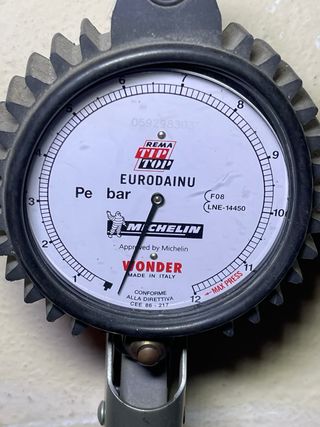 0592983037
REMA
TIP
TOP
EURODAINU
Pe bar
F08
LNE-14450
MICHELIN
Approved by Michelin
WONDER
MADE IN ITALY
CONFORME
ALLA DIRETTIVA
CEE 86 - 217
MAX PRESS
1
2
3
4
5
6
7
8
9
10
11
12